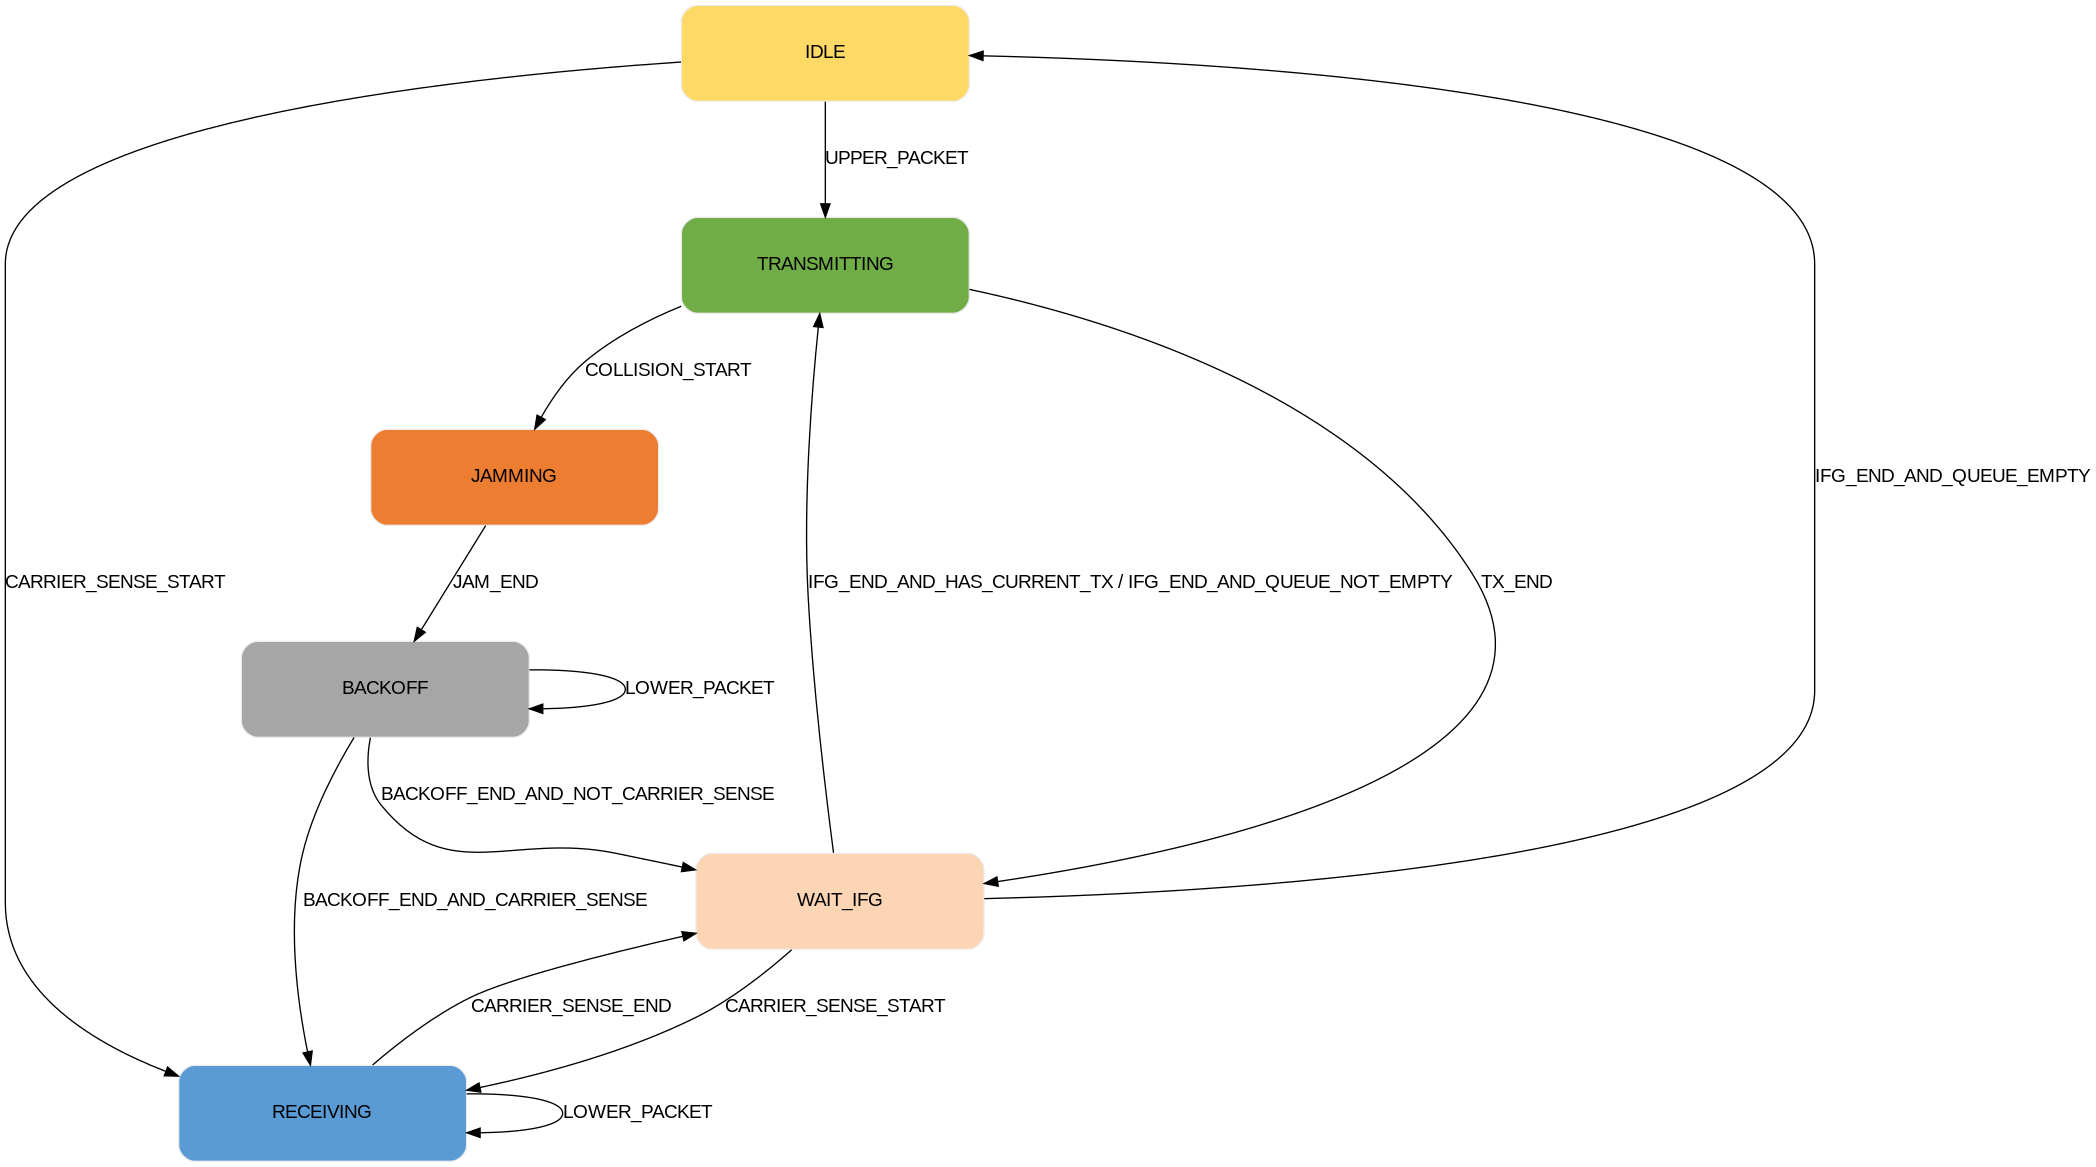 IDLE
UPPER_PACKET
TRANSMITTING
COLLISION_START
JAMMING
IFG_END_AND_QUEUE_EMPTY
CARRIER_SENSE_START
JAM_END
IFG_END_AND_HAS_CURRENT_TX / IFG_END_AND_QUEUE_NOT_EMPTY
TX_END
BACKOFF
LOWER_PACKET
BACKOFF_END_AND_NOT_CARRIER_SENSE
BACKOFF_END_AND_CARRIER_SENSE
WAIT_IFG
CARRIER_SENSE_END
CARRIER_SENSE_START
RECEIVING
LOWER_PACKET